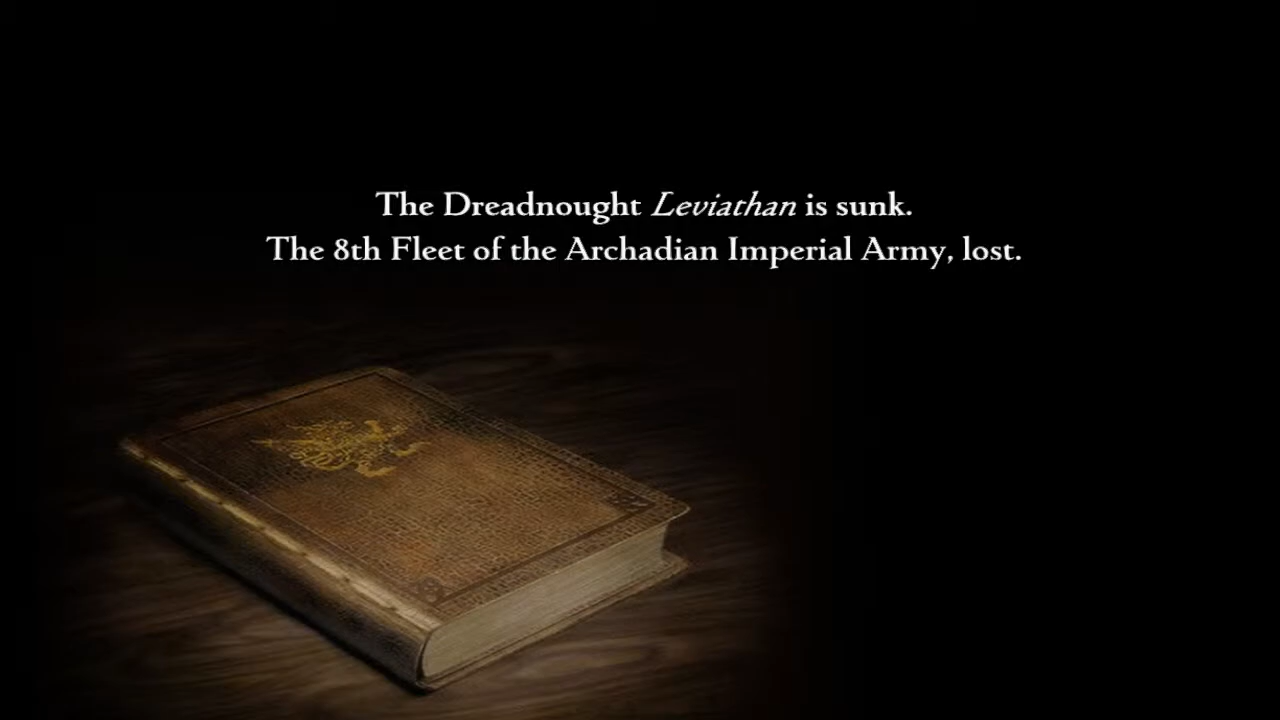 The Dreadnought Leviathan is sunk.
The 8th Fleet of the Archadian Imperial Army, lost.